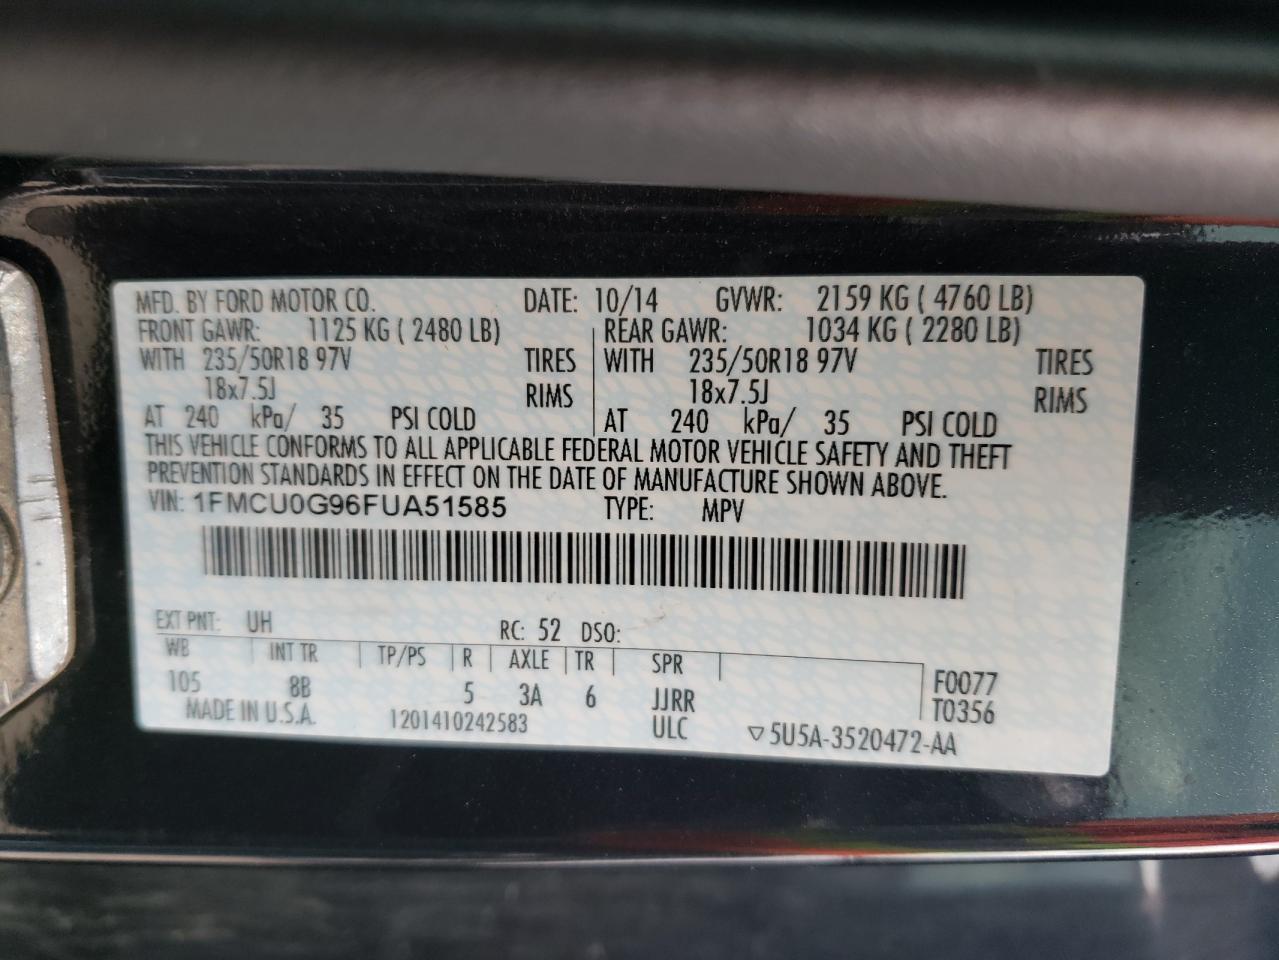 MFD. BY FORD MOTOR CO. DATE: 10/14 GVWR: 2159 KG ( 4760 LB)
FRONT GAWR: 1125 KG ( 2480 LB) REAR GAWR: 1034 KG ( 2280 LB)
WITH 235/50R18 97V TIRES WITH 235/50R18 97V TIRES
18x7.5J RIMS 18x7.5J RIMS
AT 240 kPa/ 35 PSI COLD AT 240 kPa/ 35 PSI COLD
THIS VEHICLE CONFORMS TO ALL APPLICABLE FEDERAL MOTOR VEHICLE SAFETY AND THEFT
PREVENTION STANDARDS IN EFFECT ON THE DATE OF MANUFACTURE SHOWN ABOVE.
VIN: 1FMCU0G96FUA51585 TYPE: MPV
EXT PNT: UH RC: 52 DSO:
WB INT TR TP/PS R AXLE TR SPR
105 8B 5 3A 6 JJRR F0077
T0356
MADE IN U.S.A. 1201410242583 ULC ▽5U5A-3520472-AA